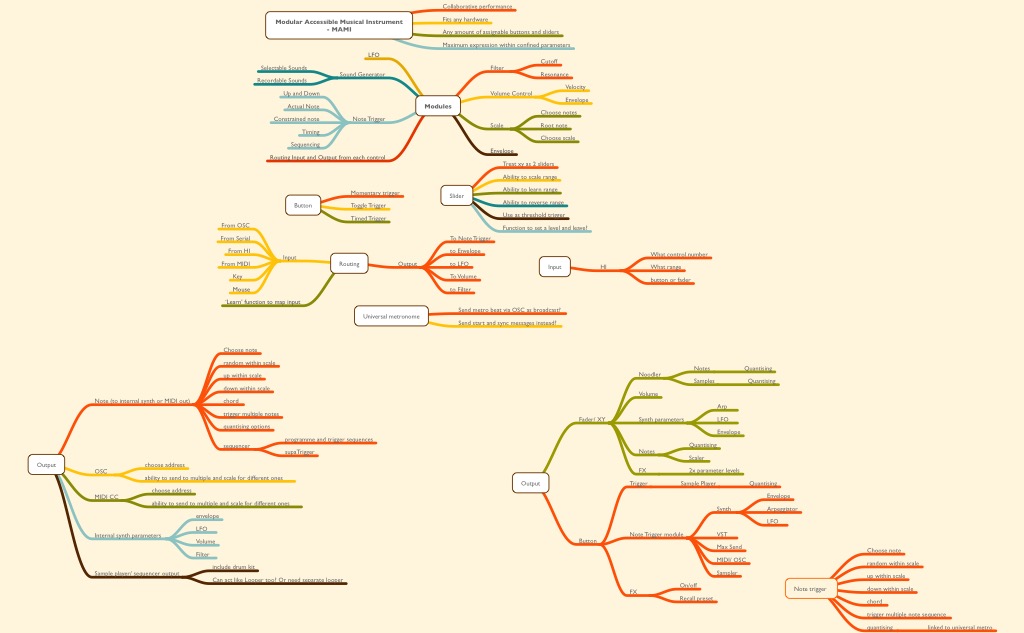 Modular Accessible Musical Instrument
- MAMI
Collaborative performance
Fits any hardware
Any amount of assignable buttons and sliders
Maximum expression within confined parameters
Modules
LFO
Sound Generator
Selectable Sounds
Recordable Sounds
Note Trigger
Up and Down
Actual Note
Constrained note
Timing
Sequencing
Routing Input and Output from each control
Filter
Cutoff
Resonance
Volume Control
Velocity
Envelope
Scale
Choose notes
Root note
Choose scale
Envelope
Button
Momentary trigger
Toggle Trigger
Timed Trigger
Slider
Treat xy as 2 sliders
Ability to scale range
Ability to learn range
Ability to reverse range
Use as threshold trigger
Function to set a level and leave?
Routing
Input
From OSC
From Serial
From HI
From MIDI
Key
Mouse
'Learn' function to map input
Output
To Note Trigger
to Envelope
to LFO
To Volume
to Filter
Input
HI
What control number
What range
button or fader
Universal metronome
Send metro beat via OSC as broadcast?
Send start and sync messages instead?
Output
Note (to internal synth or MIDI out)
Choose note
random within scale
up within scale
down within scale
chord
trigger multiple notes
quantising options
sequencer
programme and trigger sequences
supaTrigger
OSC
choose address
ability to send to multiple and scale for different ones
MIDI CC
choose address
ability to send to multiple and scale for different ones
Internal synth parameters
envelope
LFO
Volume
Filter
Sample player/ sequencer output
include drum kit
Can act like Looper too? Or need separate looper
Output
Fader/ XY
Noodler
Notes
Quantising
Samples
Quantising
Volume
Synth parameters
Arp
LFO
Envelope
Notes
Quantising
Scaler
FX
2x parameter levels
Button
Trigger
Sample Player
Quantising
Note Trigger module
Synth
Envelope
Arpeggiator
LFO
VST
Max Send
MIDI/ OSC
Sampler
FX
On/off
Recall preset
Note trigger
Choose note
random within scale
up within scale
down within scale
chord
trigger multiple note sequence
quantising
linked to universal metro